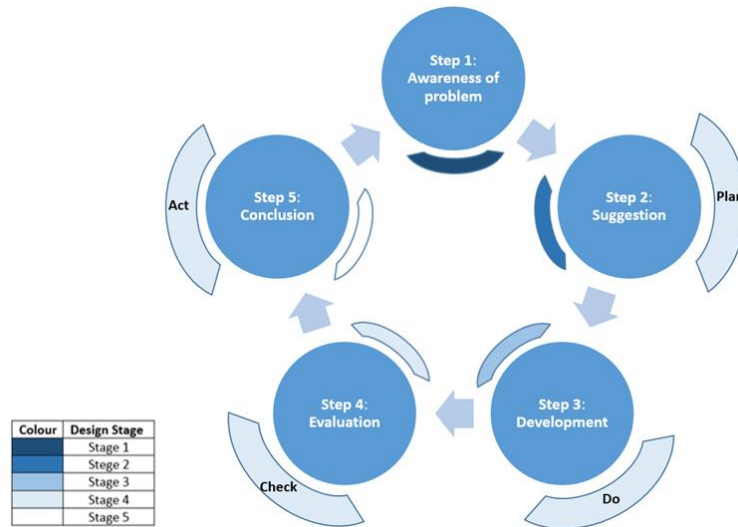 Step 1:
Awareness of
problem
Step 2:
Suggestion
Plan
Step 3:
Development
Do
Step 4:
Evaluation
Check
Step 5:
Conclusion
Act
Colour Design Stage
Stage 1
Stege 2
Stage 3
Stage 4
Stage 5